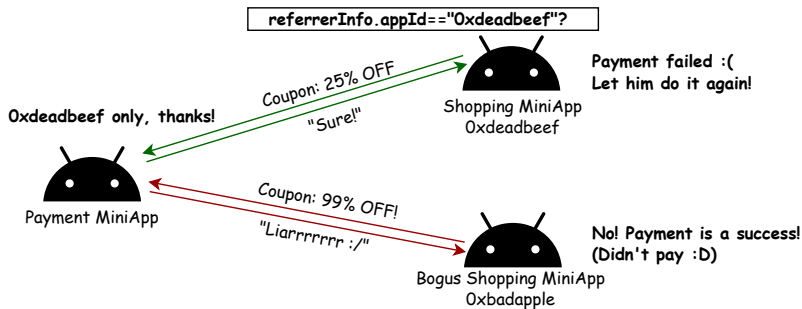 referrerInfo.appId=="0xdeadbeef"?
Coupon: 25% OFF
"Sure!"
Shopping MiniApp
0xdeadbeef
Payment failed :(
Let him do it again!
0xdeadbeef only, thanks!
Payment MiniApp
Coupon: 99% OFF!
"Liarrrrrrr :/"
Bogus Shopping MiniApp
0xbadapple
No! Payment is a success!
(Didn't pay :D)